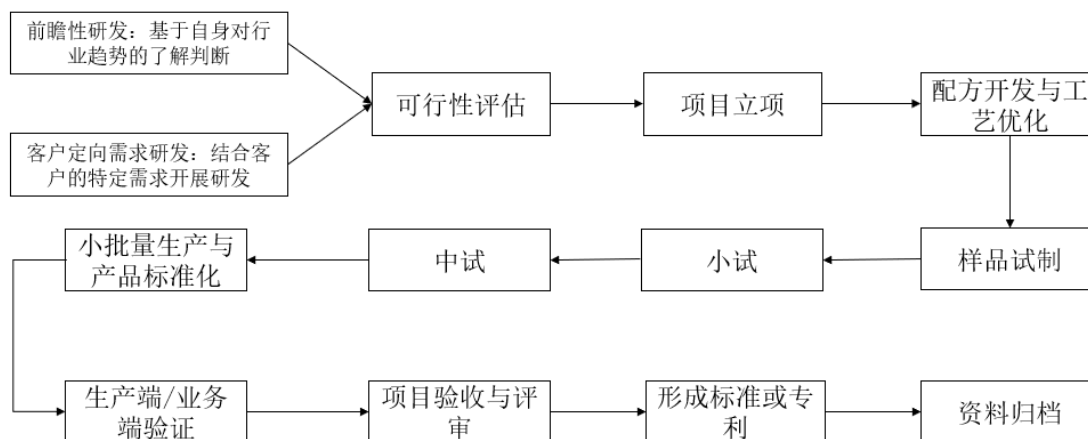 前瞻性研发：基于自身对行
业趋势的了解判断
客户定向需求研发：结合客
户的特定需求开展研发
可行性评估
项目立项
配方开发与工
艺优化
样品试制
小试
中试
小批量生产与
产品标准化
生产端/业务
端验证
项目验收与评
审
形成标准或专
利
资料归档